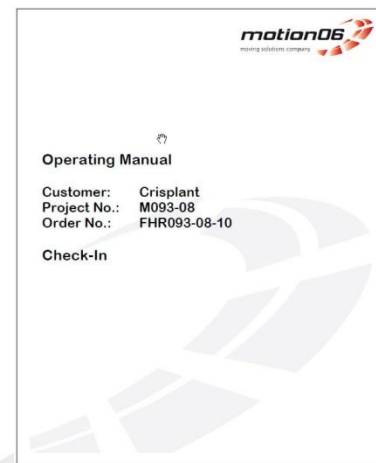 motion06
moving solutions company
Operating Manual
Customer: Crisplant
Project No.: M093-08
Order No.: FHR093-08-10
Check-In